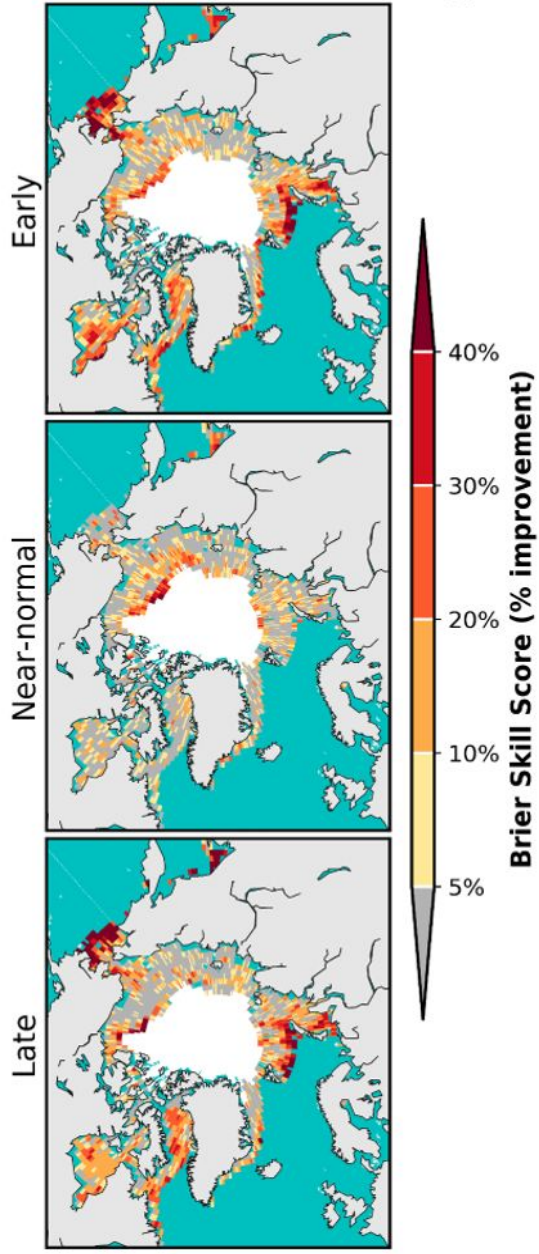 Early
Near-normal
Late
40%
30%
20%
10%
5%
Brier Skill Score (% improvement)